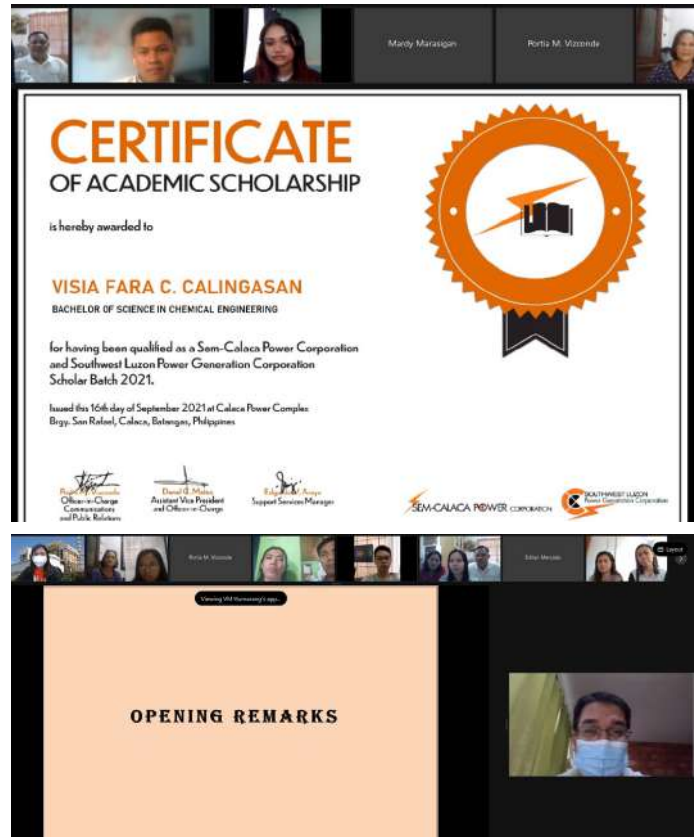 Mardy Marasigan
Portia M. Vizconde
CERTIFICATE
OF ACADEMIC SCHOLARSHIP
is hereby awarded to
VISIA FARA C. CALINGASAN
BACHELOR OF SCIENCE IN CHEMICAL ENGINEERING
for having been qualified as a Sem-Calaca Power Corporation
and Southwest Luzon Power Generation Corporation
Scholar Batch 2021.
Issued this 16th day of September 2021 at Calaca Power Complex
Brgy. San Rafael, Calaca, Batangas, Philippines
Officer-in-Charge
Communications
and Public Relations
Assistant Vice President
and Officer-in-Charge
Support Services Manager
SEM-CALACA POWER CORPORATION
SOUTHWEST LUZON
Power Generation Corporation
Portia M. Vizconde
Layout
OPENING REMARKS